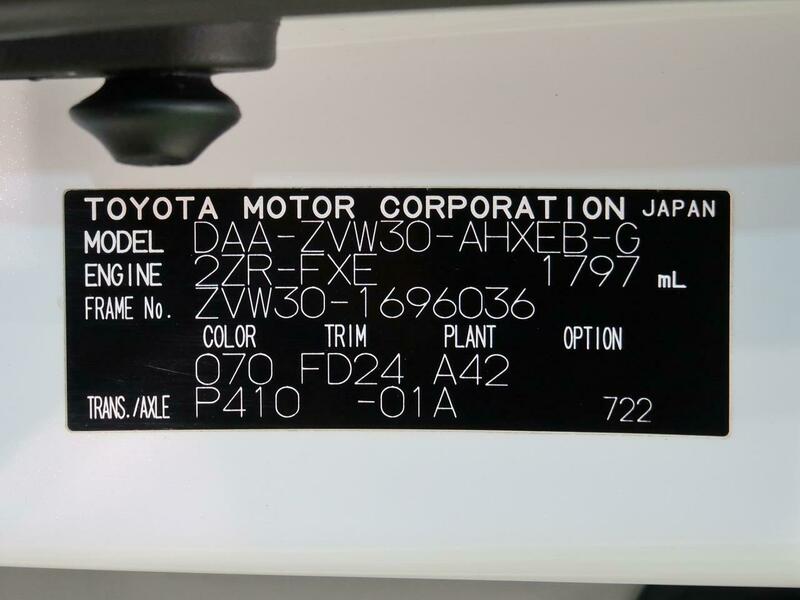 TOYOTA MOTOR CORPORATION JAPAN
MODEL DAA-ZVW30-AHXEB-G
ENGINE 2ZR-FXE 1797 mL
FRAME No. ZVW30-1696036
COLOR TRIM PLANT OPTION
070 FD24 A42
TRANS./AXLE P410 -01A 722